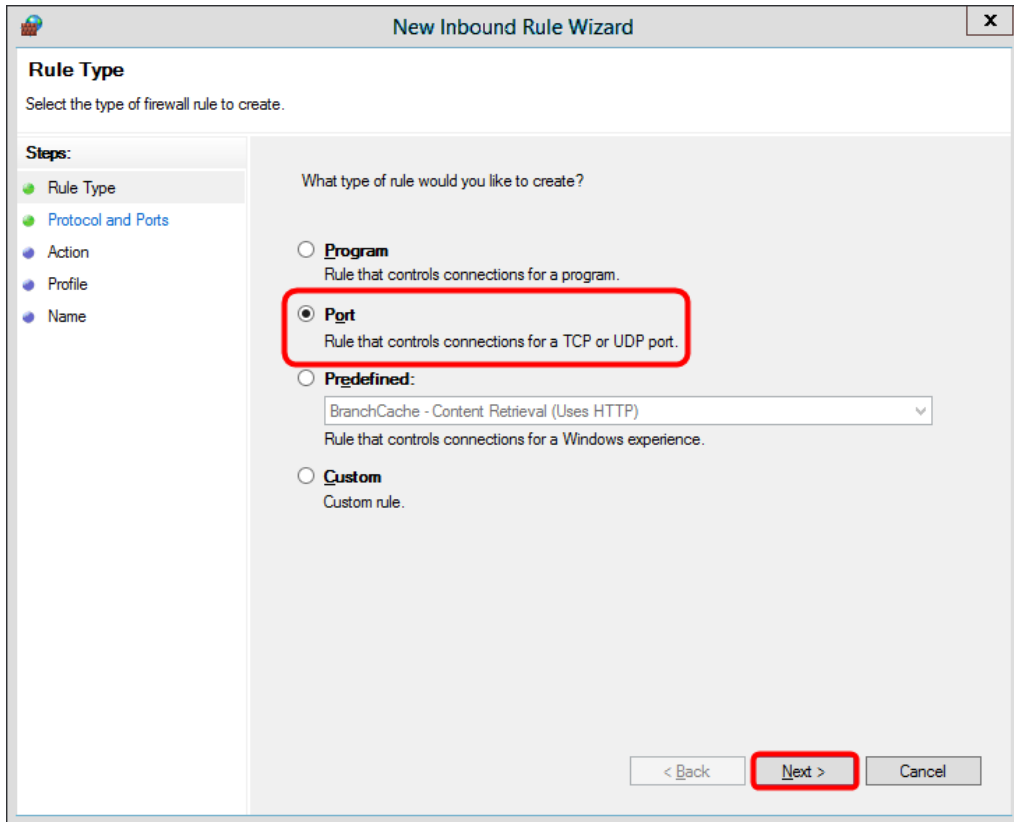 New Inbound Rule Wizard
X
Rule Type
Select the type of firewall rule to create.
Steps:
Rule Type
Protocol and Ports
Action
Profile
Name
What type of rule would you like to create?
Program
Rule that controls connections for a program.
Port
Rule that controls connections for a TCP or UDP port.
Predefined:
BranchCache - Content Retrieval (Uses HTTP)
Rule that controls connections for a Windows experience.
Custom
Custom rule.
< Back
Next >
Cancel